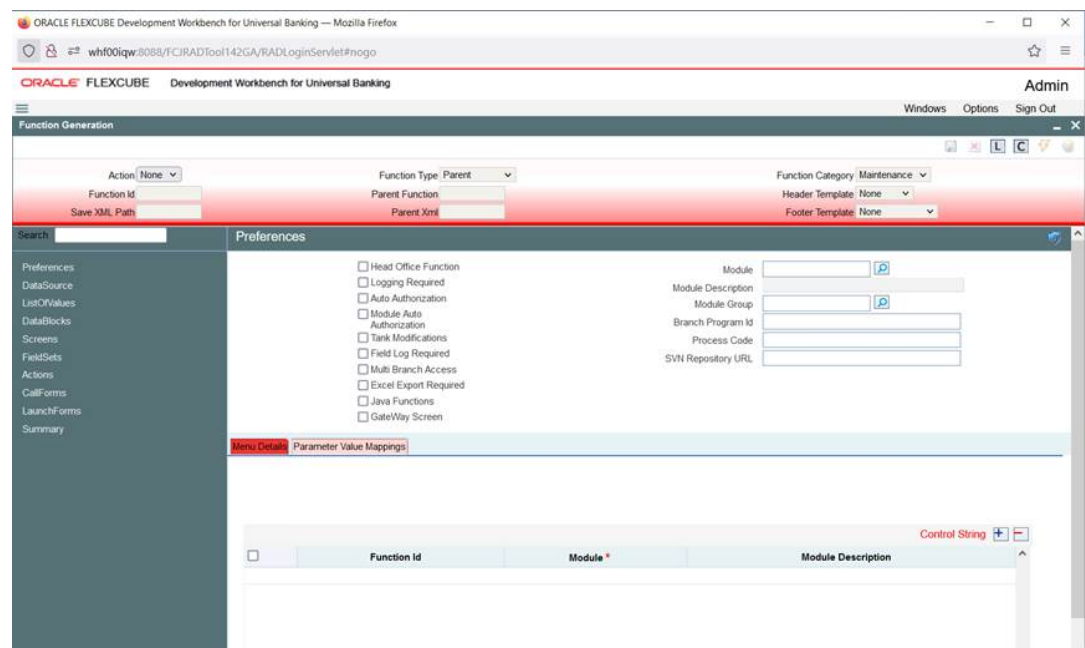 ORACLE FLEXCUBE Development Workbench for Universal Banking — Mozilla Firefox
whf00iqw:8088/FCJRADTool142GA/RADLoginServlet#nogo
ORACLE FLEXCUBE Development Workbench for Universal Banking Admin
Windows Options Sign Out
Function Generation
L C
Action None Function Type Parent Function Category Maintenance
Function Id Parent Function Header Template None
Save XML Path Parent Xml Footer Template None
Search Preferences
Preferences
DataSource
ListOfValues
DataBlocks
Screens
FieldSets
Actions
CallForms
LaunchForms
Summary
Head Office Function
Logging Required
Auto Authorization
Module Auto
Authorization
Tank Modifications
Field Log Required
Multi Branch Access
Excel Export Required
Java Functions
GateWay Screen
Module
Module Description
Module Group
Branch Program Id
Process Code
SVN Repository URL
Menu Details Parameter Value Mappings
Control String
Function Id Module * Module Description